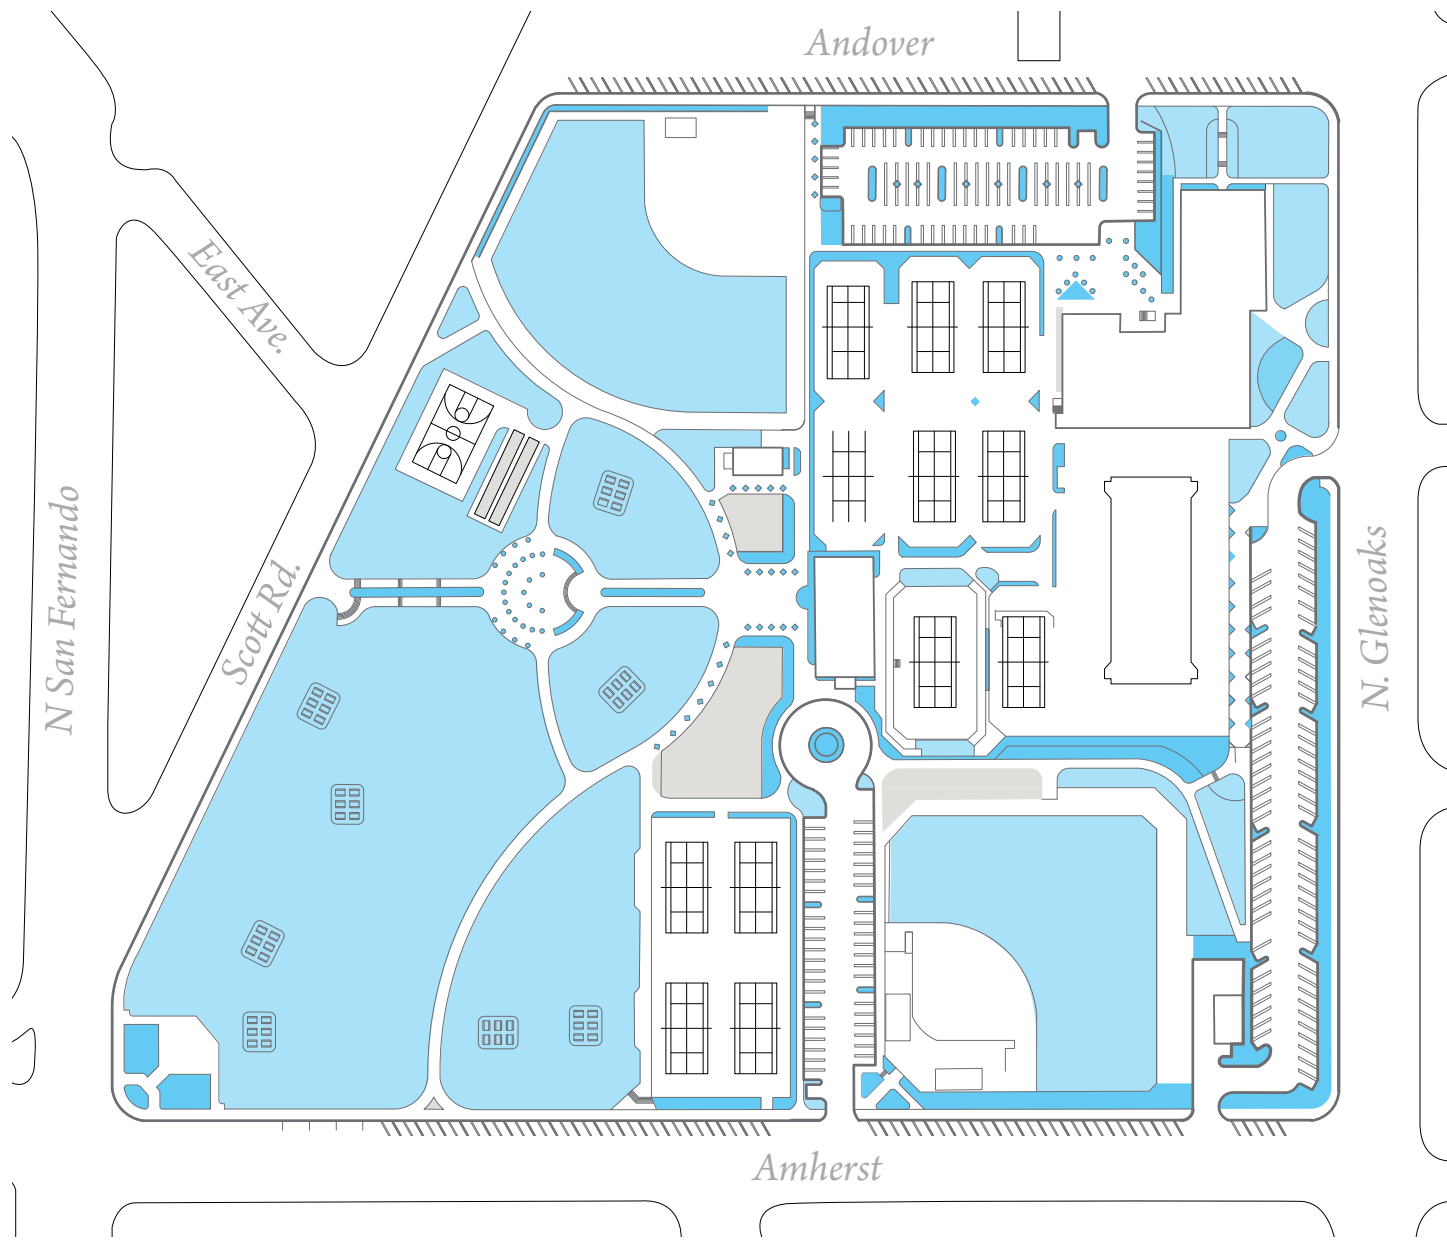 Andover
East Ave.
N San Fernando
Scott Rd.
N. Glenoaks
Amherst